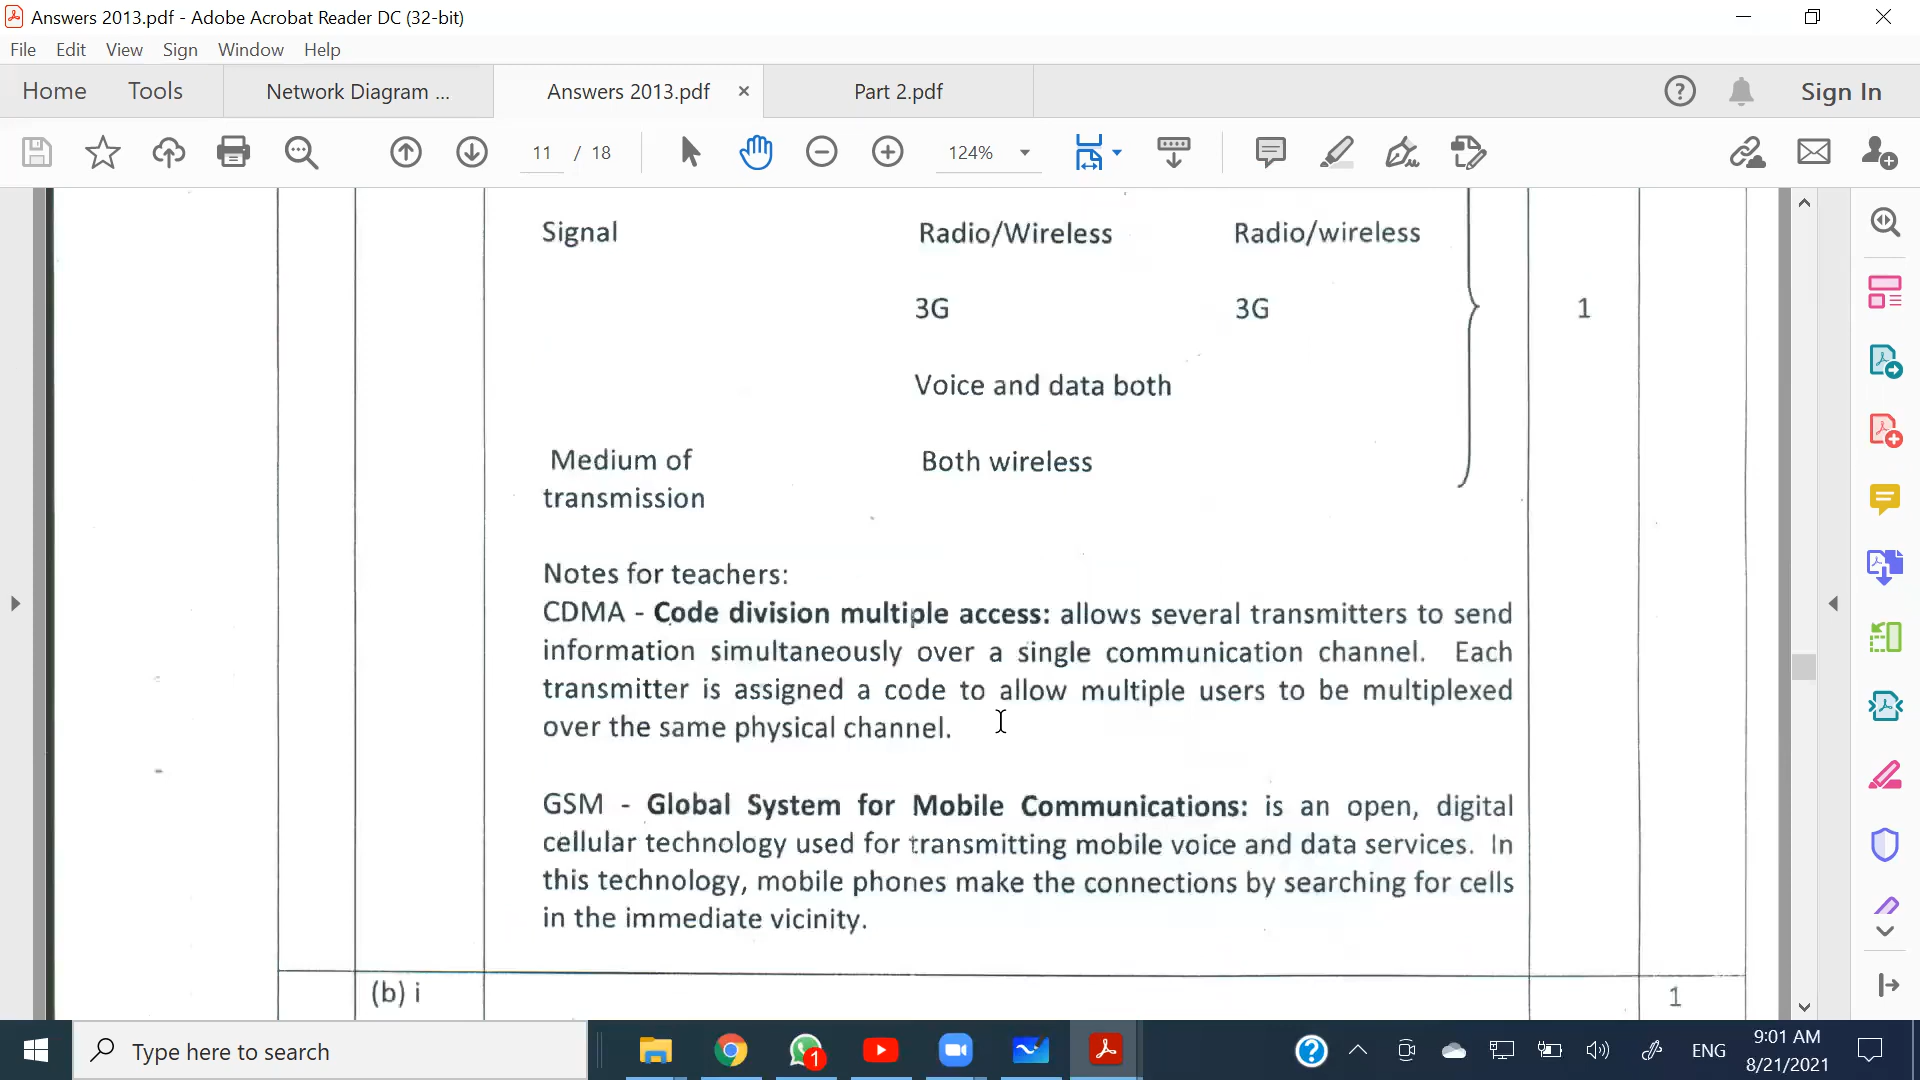 Answers 2013.pdf - Adobe Acrobat Reader DC (32-bit)
File Edit View Sign Window Help
Home Tools Network Diagram ... Answers 2013.pdf × Part 2.pdf Sign In
11 / 18 124%
Signal Radio/Wireless Radio/wireless
3G 3G 1
Voice and data both
Medium of Both wireless
transmission
Notes for teachers:
CDMA - Code division multiple access: allows several transmitters to send
information simultaneously over a single communication channel. Each
transmitter is assigned a code to allow multiple users to be multiplexed
over the same physical channel.
GSM - Global System for Mobile Communications: is an open, digital
cellular technology used for transmitting mobile voice and data services. In
this technology, mobile phones make the connections by searching for cells
in the immediate vicinity.
(b) i 1
Type here to search 1 ENG 9:01 AM
8/21/2021